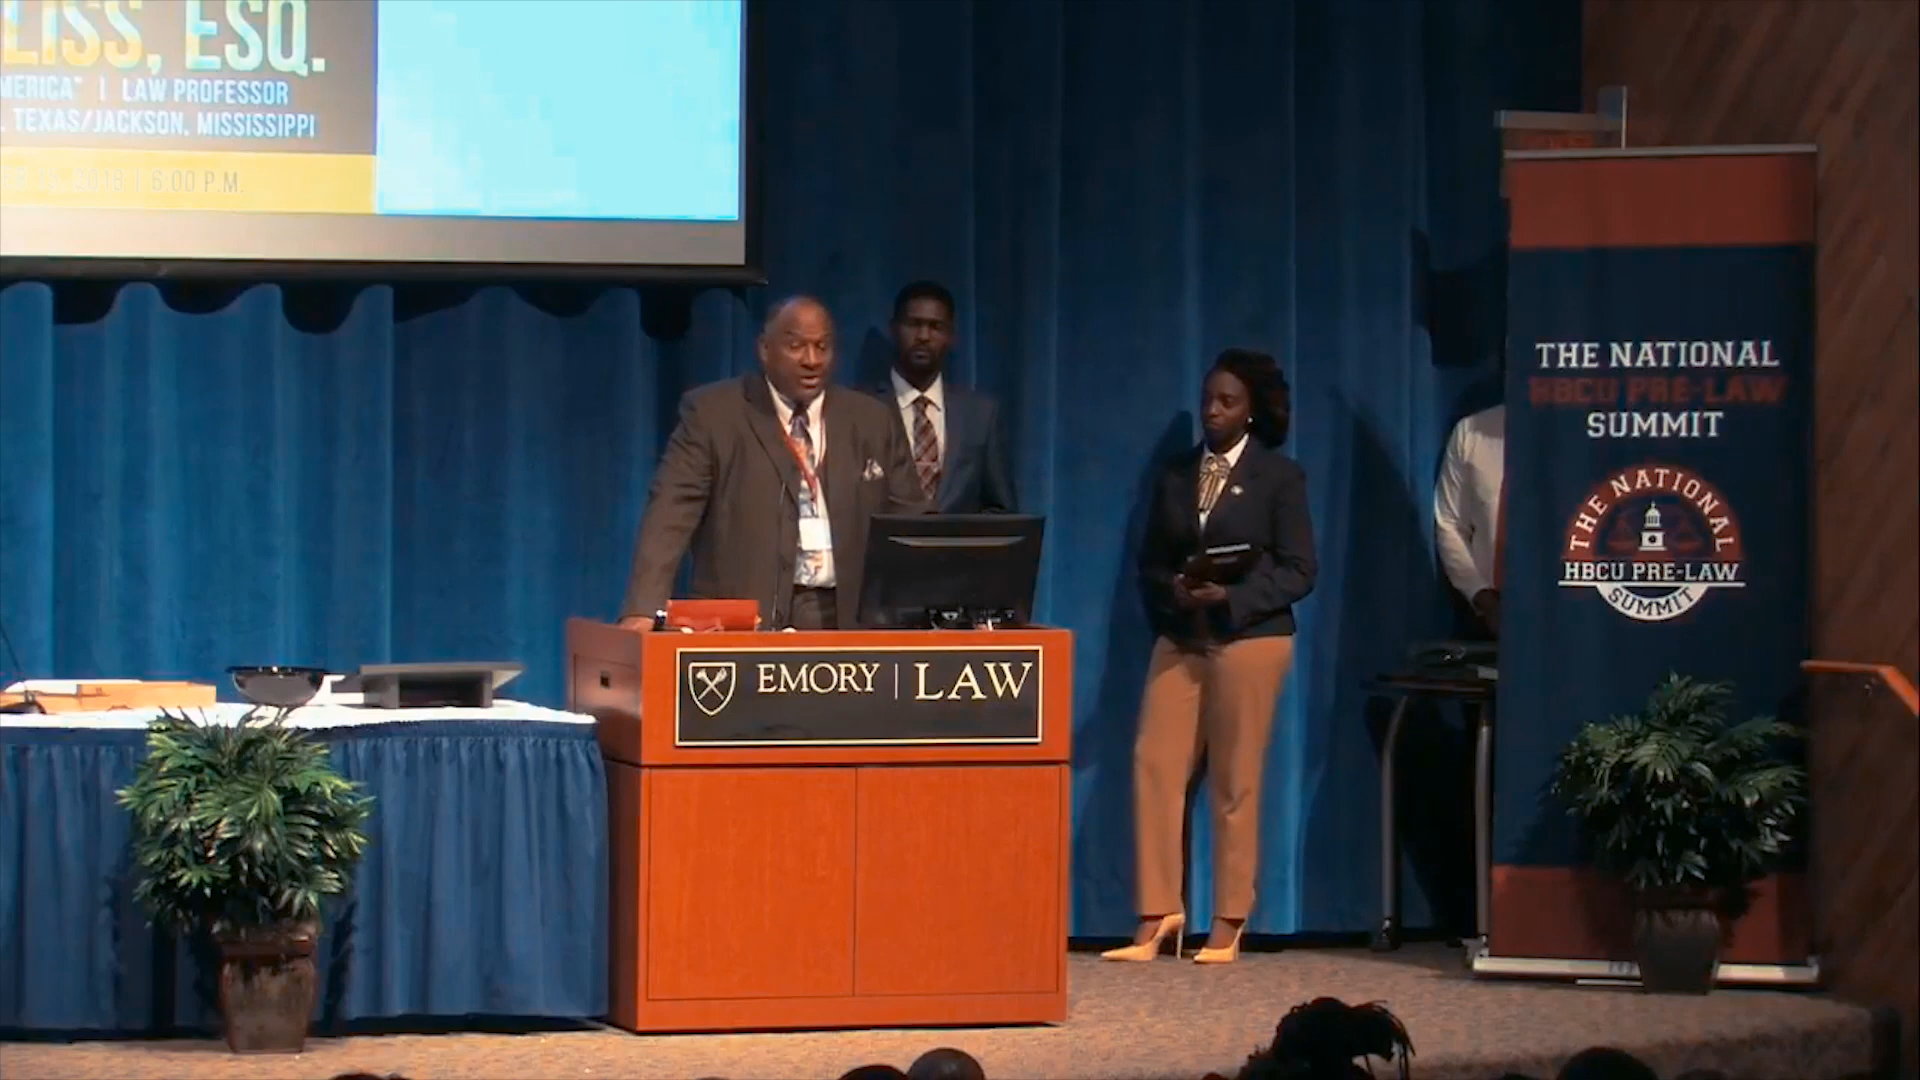 LISS, ESQ.
MERICA" | LAW PROFESSOR
. TEXAS/JACKSON, MISSISSIPPI
2018 | 6:00 P.M.
EMORY | LAW
THE NATIONAL
HBCU PRE-LAW
SUMMIT
THE NATIONAL
HBCU PRE-LAW
SUMMIT